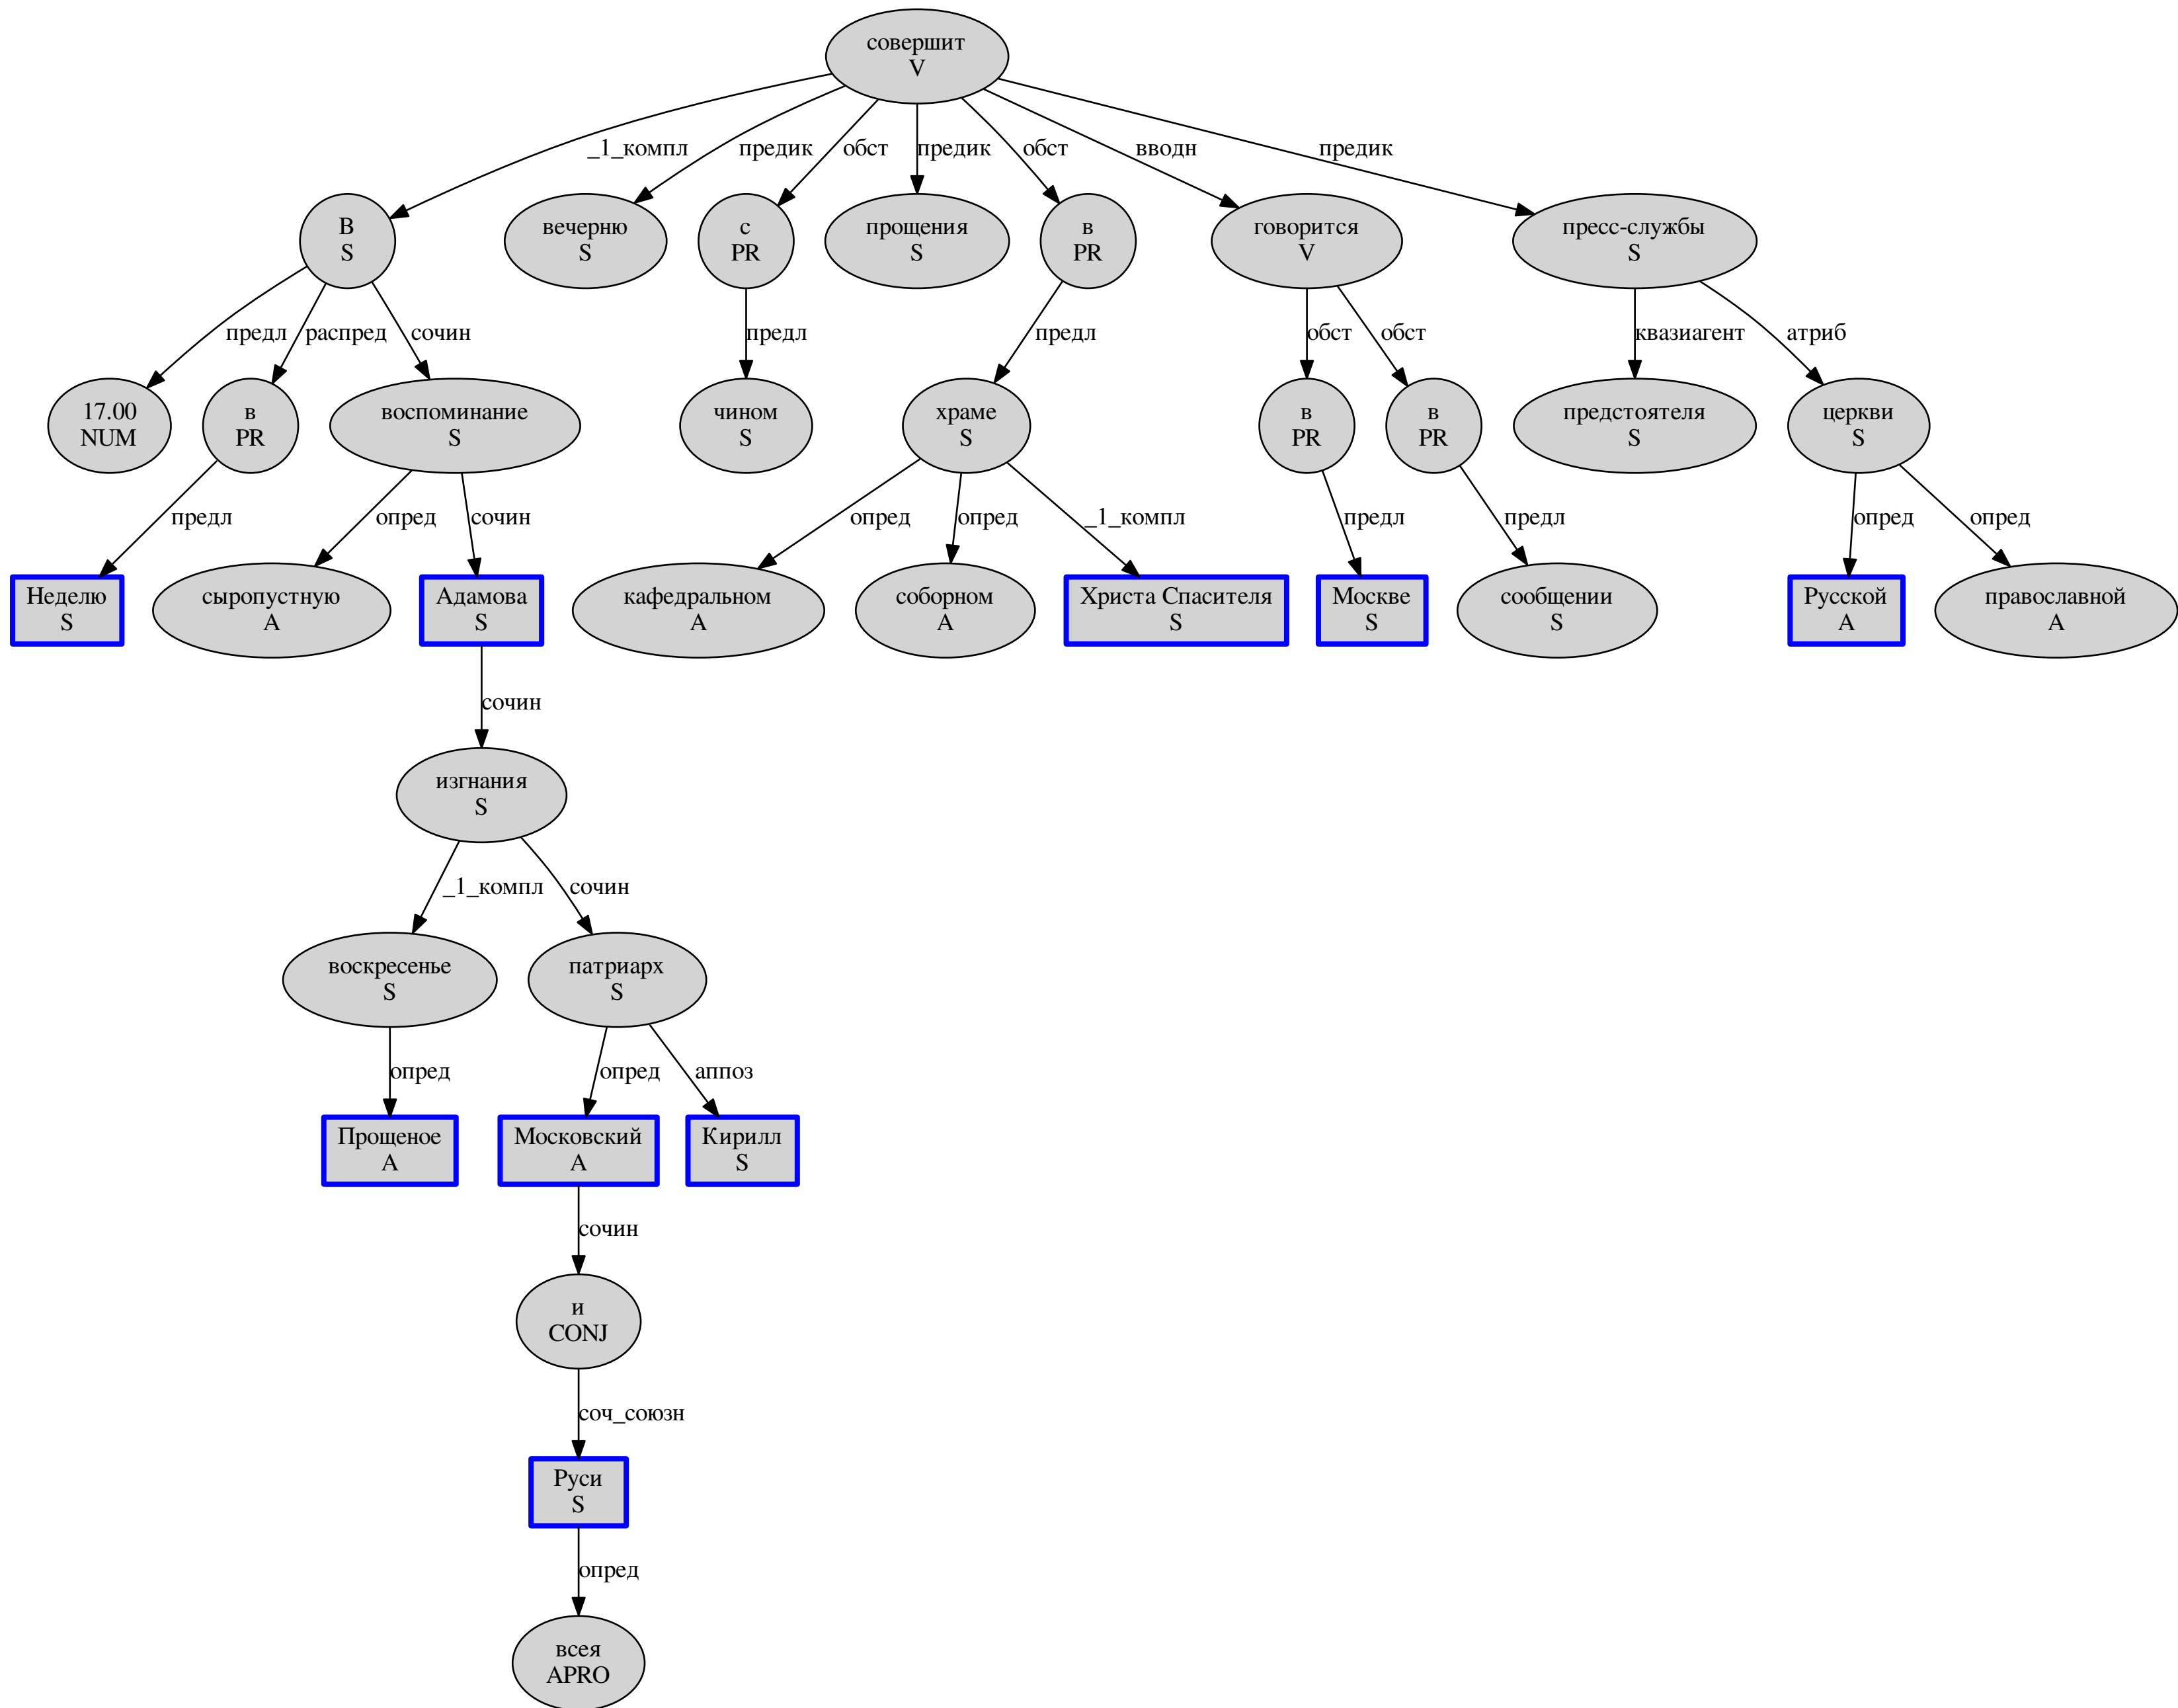 совершит
V
_1_компл
предик
обст
предик
обст
вводн
предик
В
S
вечерню
S
с
PR
прощения
S
в
PR
говорится
V
пресс-службы
S
предл
распред
сочин
предл
предл
обст
обст
квазиагент
атриб
17.00
NUM
в
PR
воспоминание
S
чином
S
храме
S
в
PR
в
PR
предстоятеля
S
церкви
S
предл
опред
сочин
опред
опред
_1_компл
предл
предл
опред
опред
Неделю
S
сыропустную
A
Адамова
S
кафедральном
A
соборном
A
Христа Спасителя
S
Москве
S
сообщении
S
Русской
A
православной
A
сочин
изгнания
S
_1_компл
сочин
воскресенье
S
патриарх
S
опред
опред
аппоз
Прощеное
A
Московский
A
Кирилл
S
сочин
и
CONJ
соч_союзн
Руси
S
опред
всея
APRO